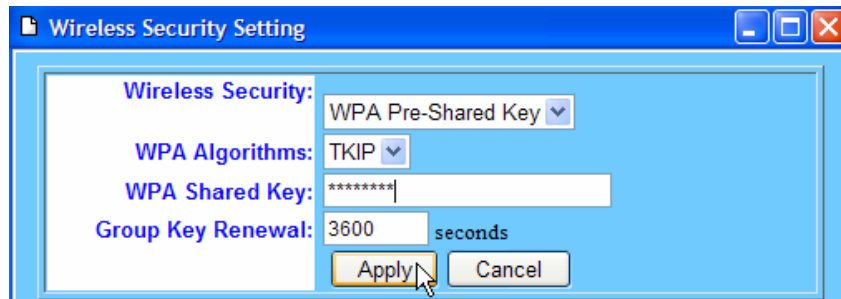 Wireless Security Setting
Wireless Security:
WPA Pre-Shared Key
WPA Algorithms: TKIP
WPA Shared Key: ********
Group Key Renewal: 3600 seconds
Apply Cancel